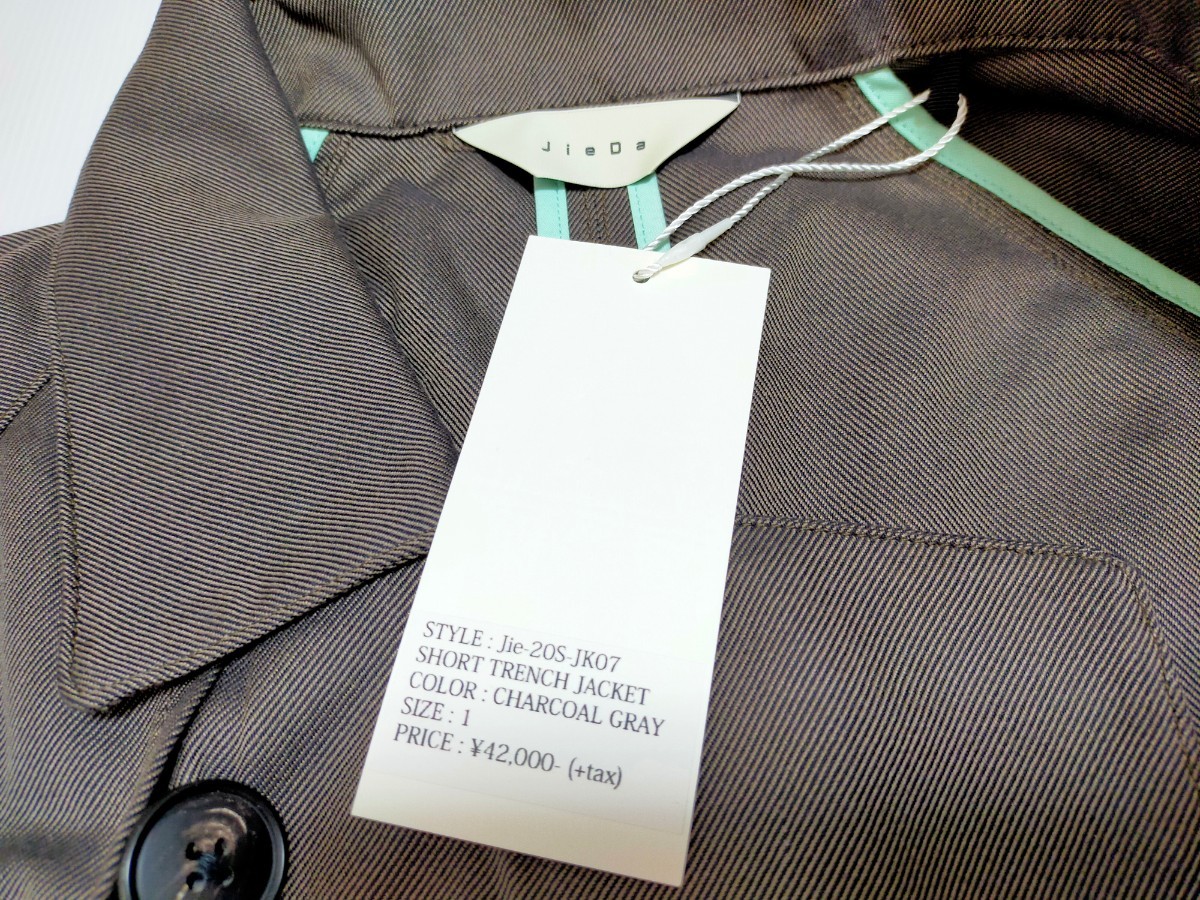 JieDa
STYLE : Jie-20S-JK07
SHORT TRENCH JACKET
COLOR : CHARCOAL GRAY
SIZE : 1
PRICE : ¥42,000- (+tax)